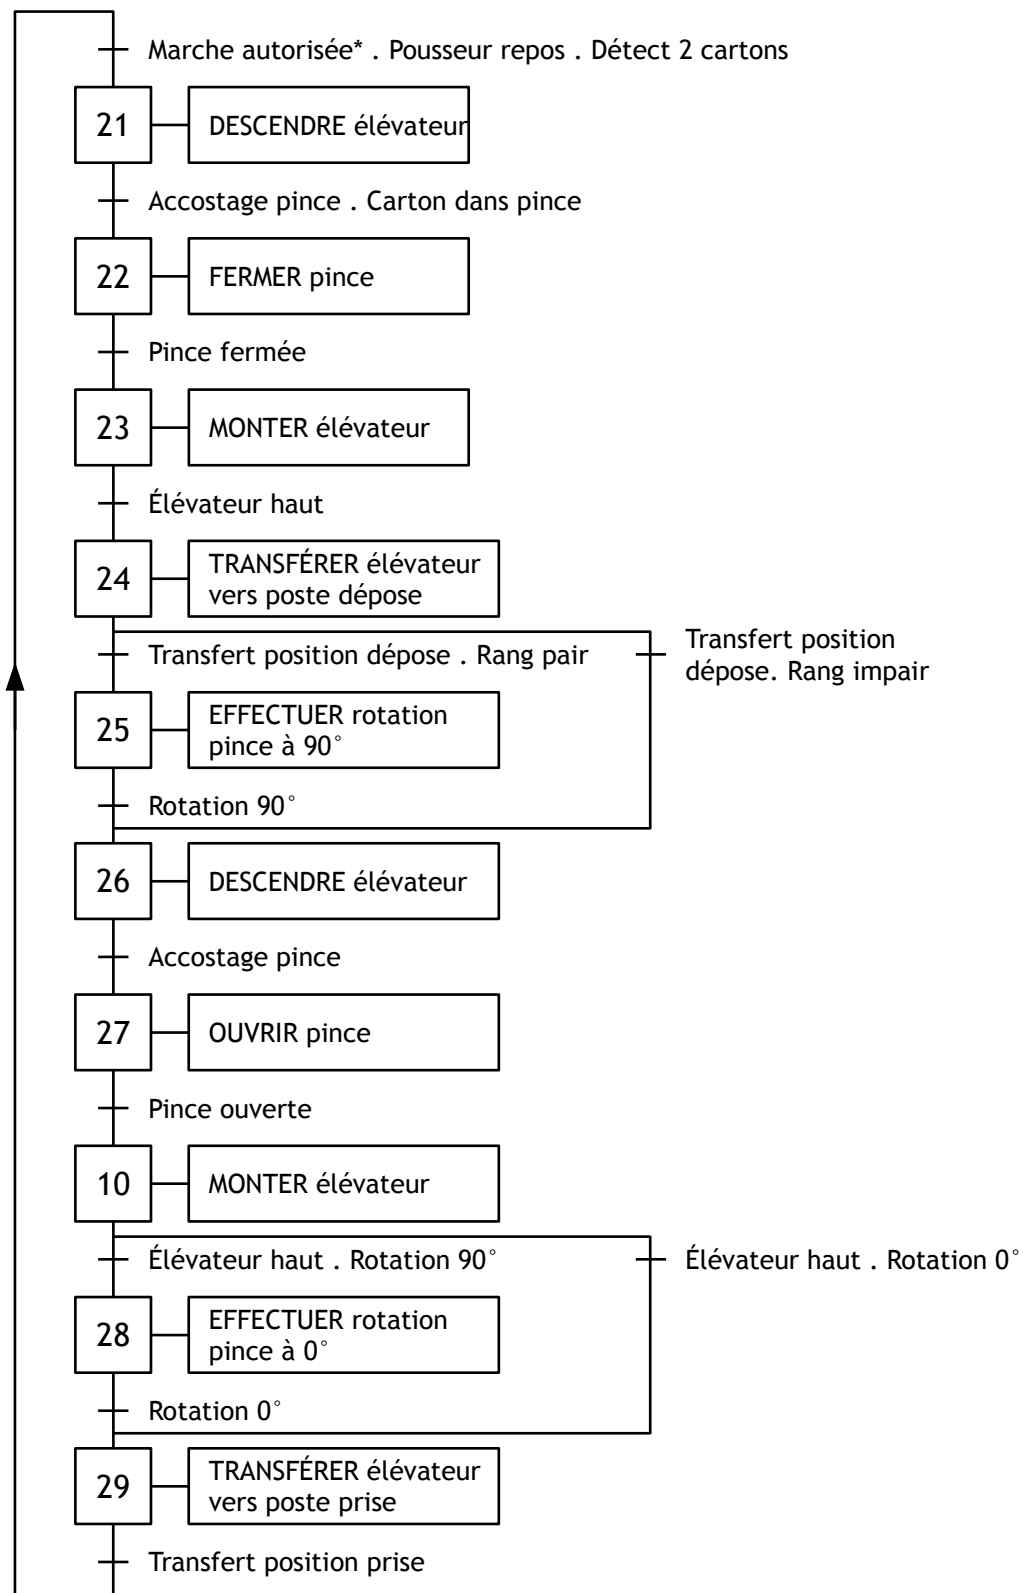 Marche autorisée* . Pousseur repos . Détect 2 cartons
21
DESCENDRE élévateur
Accostage pince . Carton dans pince
22
FERMER pince
Pince fermée
23
MONTER élévateur
Élévateur haut
24
TRANSFÉRER élévateur
vers poste dépose
Transfert position dépose . Rang pair
Transfert position
dépose. Rang impair
25
EFFECTUER rotation
pince à 90°
Rotation 90°
26
DESCENDRE élévateur
Accostage pince
27
OUVRIR pince
Pince ouverte
10
MONTER élévateur
Élévateur haut . Rotation 90°
Élévateur haut . Rotation 0°
28
EFFECTUER rotation
pince à 0°
Rotation 0°
29
TRANSFÉRER élévateur
vers poste prise
Transfert position prise